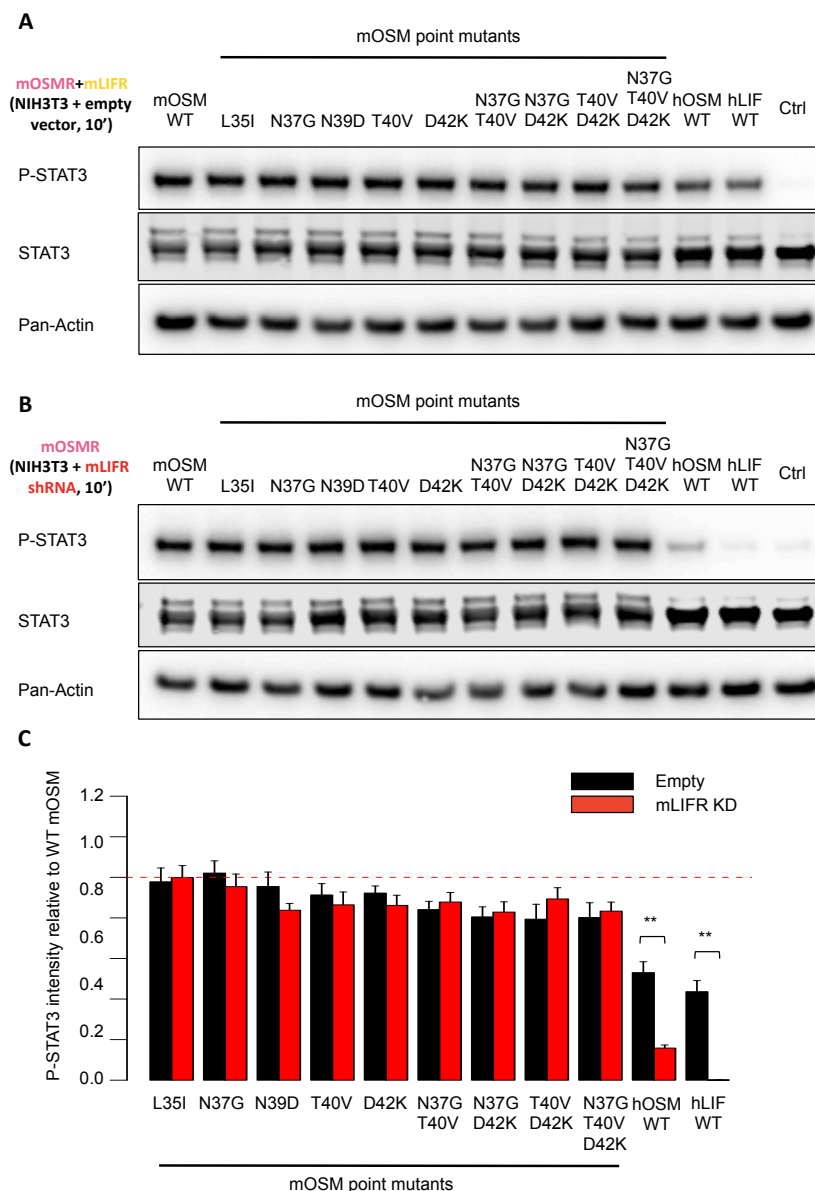 A
mOSM point mutants
mOSMR+mLIFR
(NIH3T3 + empty
vector, 10’)
mOSM
WT
L35I
N37G
N39D
T40V
D42K
N37G
T40V
N37G
D42K
T40V
D42K
N37G
T40V
D42K
hOSM
WT
hLIF
WT
Ctrl
P-STAT3
STAT3
Pan-Actin
B
mOSM point mutants
mOSMR
(NIH3T3 + mLIFR
shRNA, 10’)
mOSM
WT
L35I
N37G
N39D
T40V
D42K
N37G
T40V
N37G
D42K
T40V
D42K
N37G
T40V
D42K
hOSM
WT
hLIF
WT
Ctrl
P-STAT3
STAT3
Pan-Actin
C
P-STAT3 intensity relative to WT mOSM
Empty
mLIFR KD
1.2
1.0
0.8
0.6
0.4
0.2
0.0
**
**
L35I
N37G
N39D
T40V
D42K
N37G
T40V
N37G
D42K
T40V
D42K
N37G
T40V
D42K
hOSM
WT
hLIF
WT
mOSM point mutants